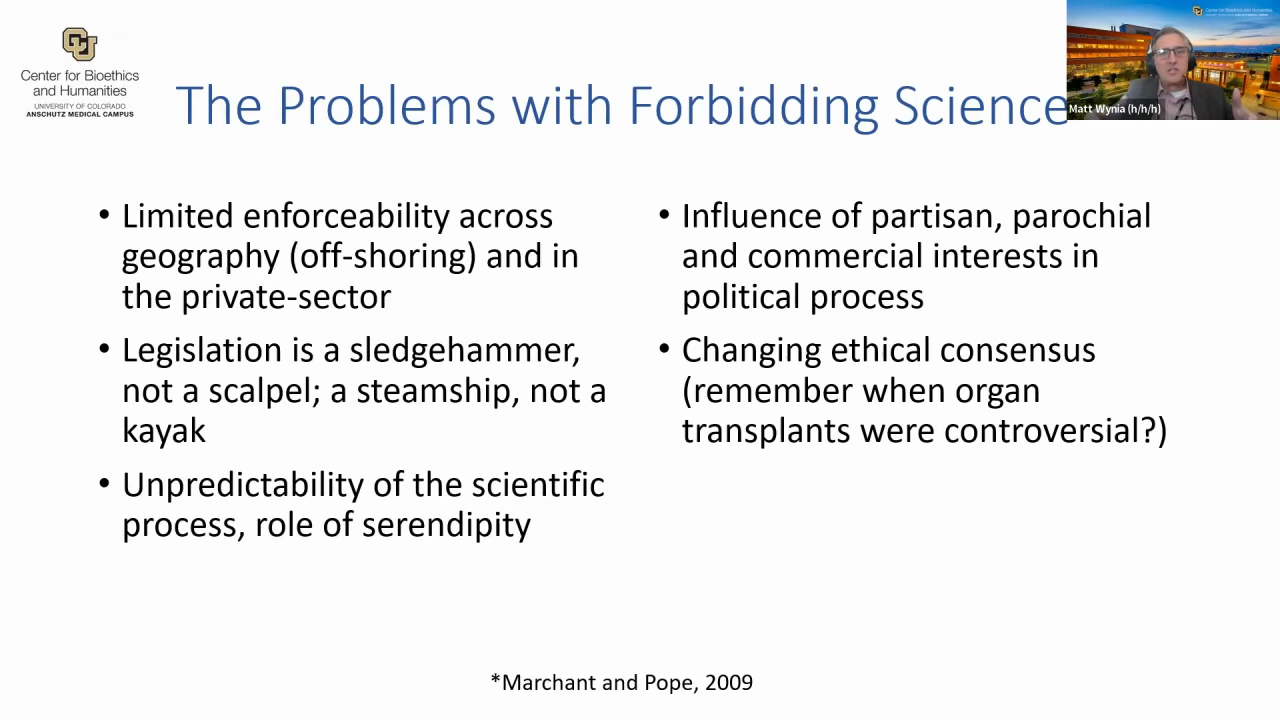 CU
Center for Bioethics
and Humanities
UNIVERSITY OF COLORADO
ANSCHUTZ MEDICAL CAMPUS
The Problems with Forbidding Science
Matt Wynia (h/h/h)
• Limited enforceability across
geography (off-shoring) and in
the private-sector
• Legislation is a sledgehammer,
not a scalpel; a steamship, not a
kayak
• Unpredictability of the scientific
process, role of serendipity
• Influence of partisan, parochial
and commercial interests in
political process
• Changing ethical consensus
(remember when organ
transplants were controversial?)
*Marchant and Pope, 2009